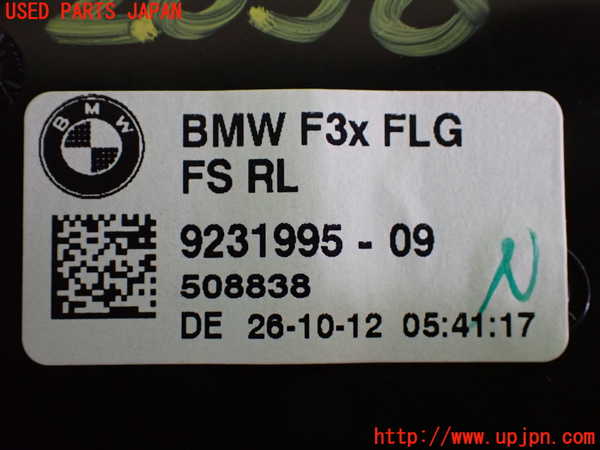 USED PARTS JAPAN
BMW
BMW F3x FLG
FS RL
9231995 - 09
508838
DE 26-10-12 05:41:17
N
http://www.upjpn.com/